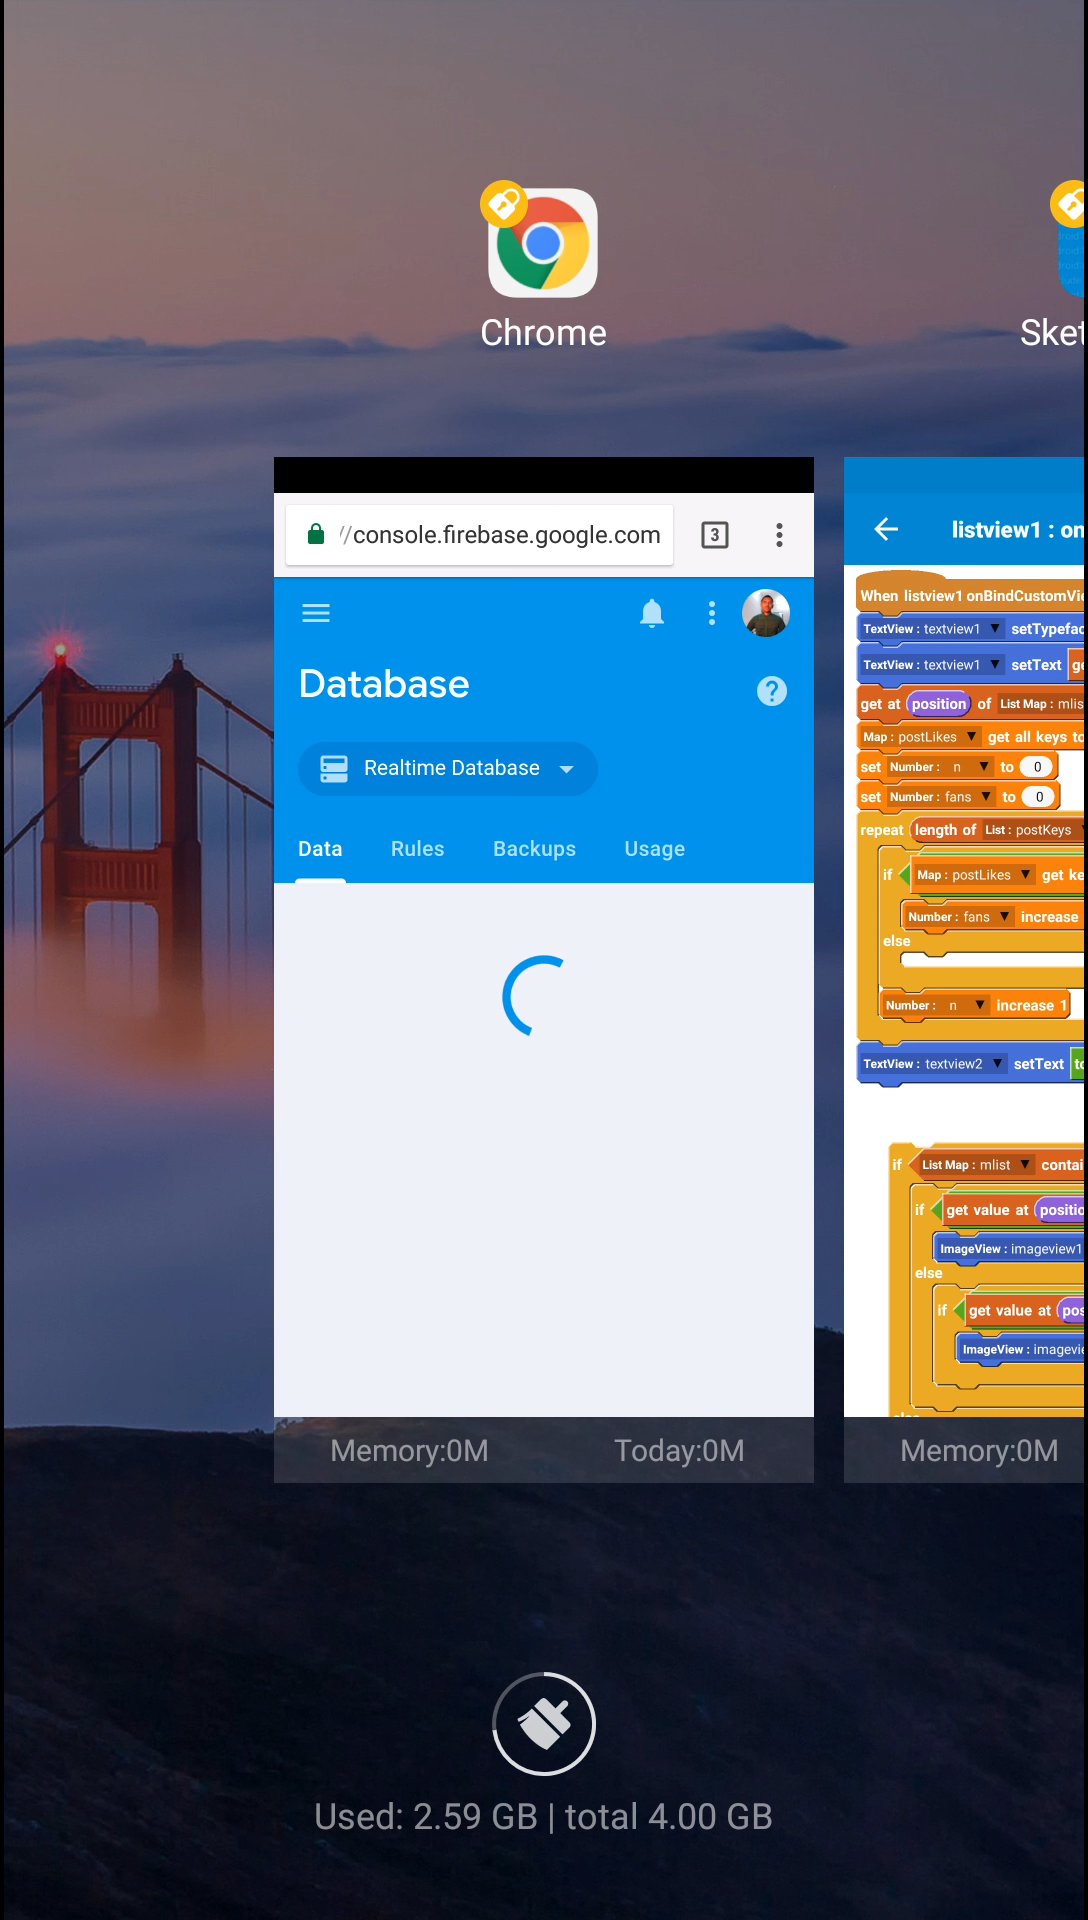 Chrome
Sket
//console.firebase.google.com
3
Database
?
Realtime Database
Data Rules Backups Usage
Memory:0M Today:0M
listview1 : on
When listview1 onBindCustomVie
TextView : textview1 setTypefac
TextView : textview1 setText ge
get at position of List Map : mlis
Map : postLikes get all keys to
set Number : n to 0
set Number : fans to 0
repeat length of List : postKeys
if Map : postLikes get ke
Number : fans increase
else
Number : n increase 1
TextView : textview2 setText to
if List Map : mlist contai
if get value at positio
ImageView : imageview1
else
if get value at pos
ImageView : imagevie
else
Memory:0M
Used: 2.59 GB | total 4.00 GB